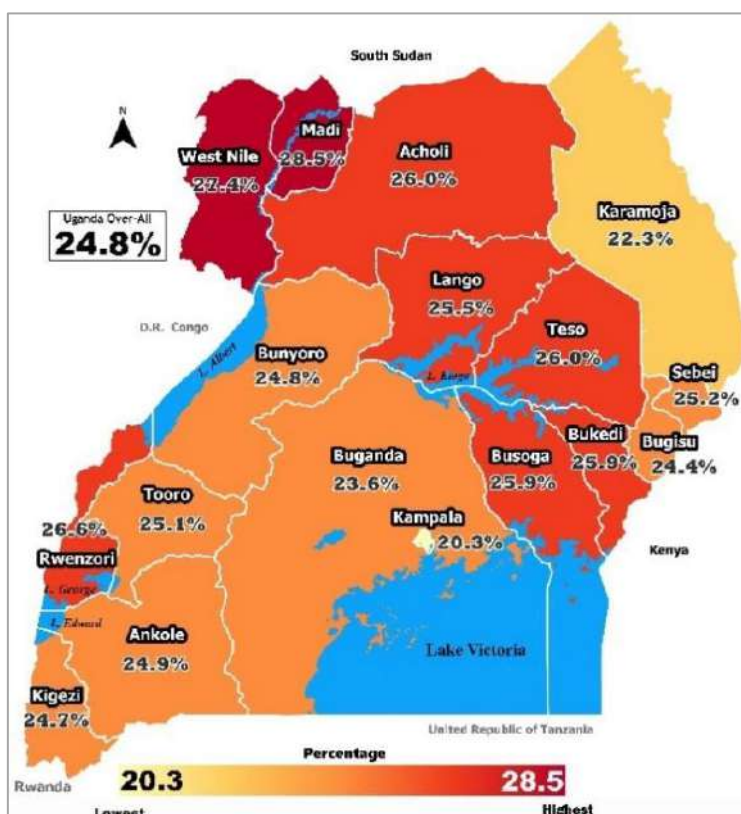 South Sudan
N
Madi
28.5%
West Nile
27.4%
Acholi
26.0%
Karamoja
22.3%
Uganda Over-All
24.8%
Lango
25.5%
D.R. Congo
L. Albert
Bunyoro
24.8%
Teso
26.0%
L. Kioga
Sebei
25.2%
Buganda
23.6%
Busoga
25.9%
Bukedi
25.9%
Bugisu
24.4%
Tooro
25.1%
Kampala
20.3%
26.6%
Rwenzori
Kenya
L. George
L. Edward
Ankole
24.9%
Lake Victoria
Kigezi
24.7%
United Republic of Tanzania
Percentage
20.3
28.5
Rwanda
Lowest
Highest